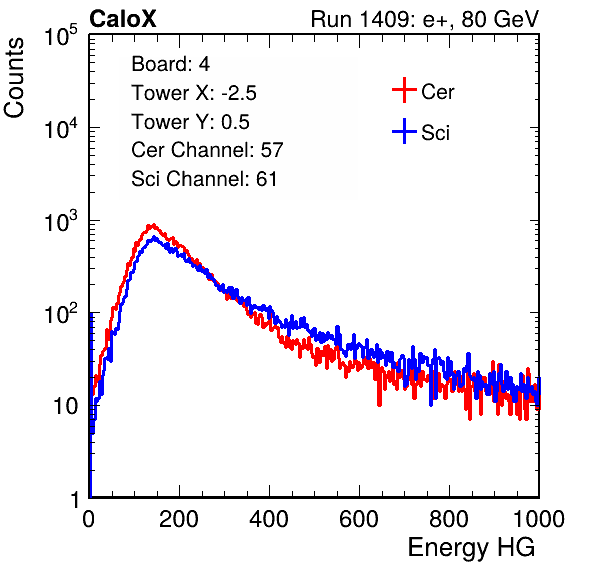 CaloX Run 1409: e+, 80 GeV
Counts
Board: 4
Tower X: -2.5
Tower Y: 0.5
Cer Channel: 57
Sci Channel: 61
Cer
Sci
10^5
10^4
10^3
10^2
10
1
0 200 400 600 800 1000
Energy HG